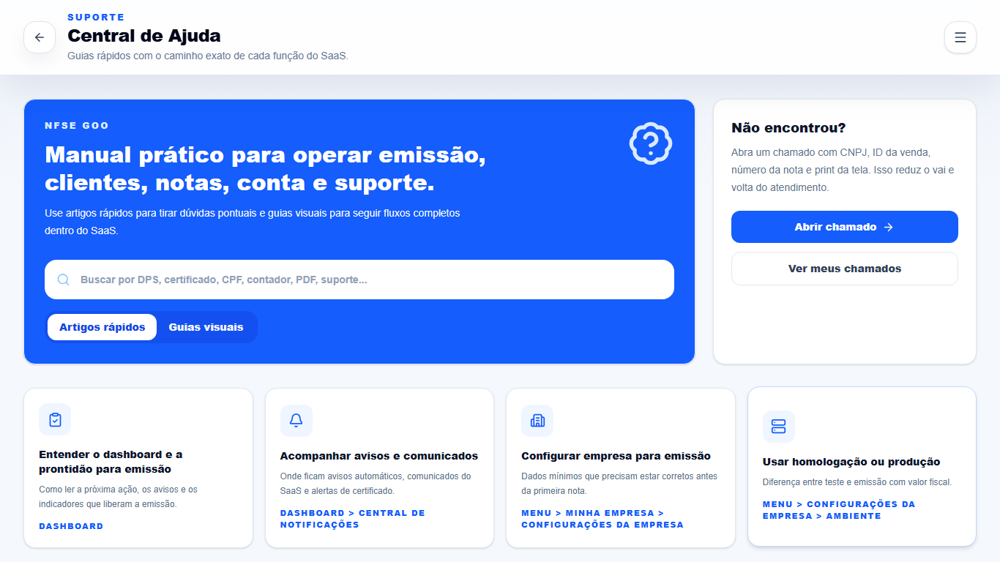 SUPORTE
Central de Ajuda
Guias rápidos com o caminho exato de cada função do SaaS.
NFSE GOO
Manual prático para operar emissão,
clientes, notas, conta e suporte.
Use artigos rápidos para tirar dúvidas pontuais e guias visuais para seguir fluxos completos
dentro do SaaS.
Buscar por DPS, certificado, CPF, contador, PDF, suporte...
Artigos rápidos
Guias visuais
Não encontrou?
Abra um chamado com CNPJ, ID da venda,
número da nota e print da tela. Isso reduz o vai e
volta do atendimento.
Abrir chamado
Ver meus chamados
Entender o dashboard e a
prontidão para emissão
Como ler a próxima ação, os avisos e os
indicadores que liberam a emissão.
DASHBOARD
Acompanhar avisos e comunicados
Onde ficam avisos automáticos, comunicados do
SaaS e alertas de certificado.
DASHBOARD > CENTRAL DE
NOTIFICAÇÕES
Configurar empresa para emissão
Dados mínimos que precisam estar corretos antes
da primeira nota.
MENU > MINHA EMPRESA >
CONFIGURAÇÕES DA EMPRESA
Usar homologação ou produção
Diferença entre teste e emissão com valor fiscal.
MENU > CONFIGURAÇÕES DA
EMPRESA > AMBIENTE